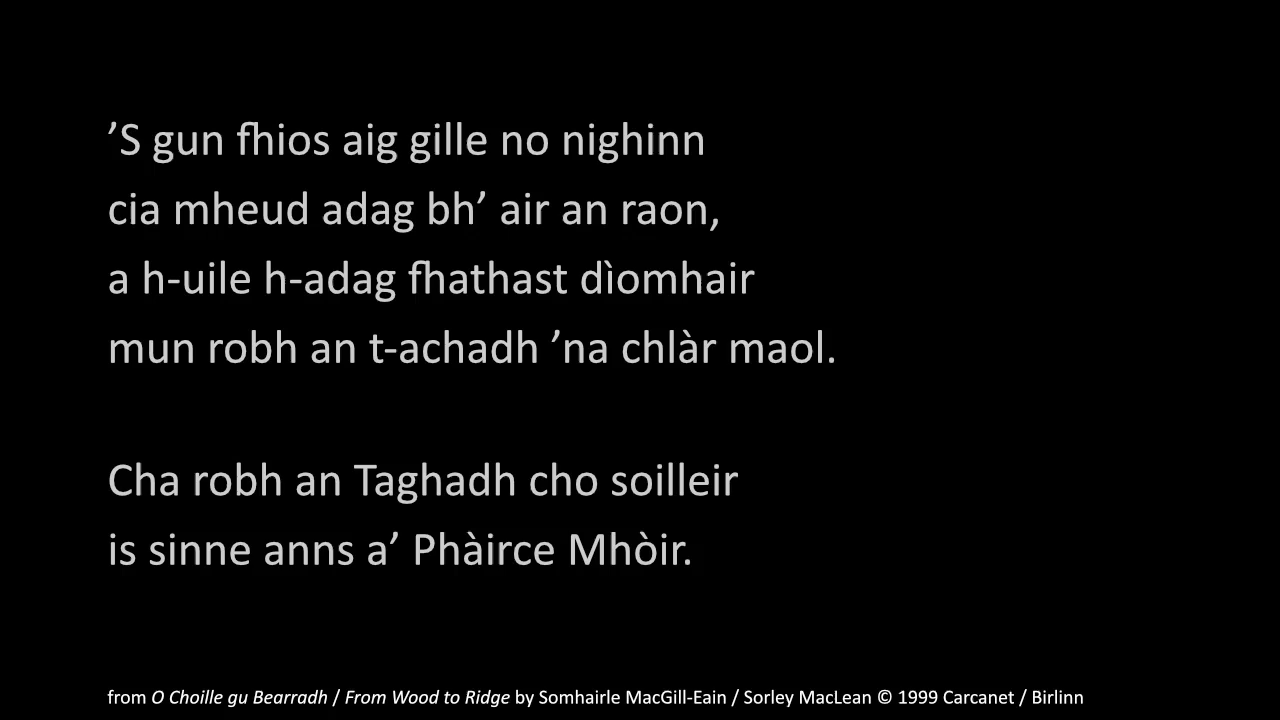 ’S gun fhios aig gille no nighinn
cia mheud adag bh’ air an raon,
a h-uile h-adag fhathast dìomhair
mun robh an t-achadh ’na chlàr maol.
Cha robh an Taghadh cho soilleir
is sinne anns a’ Phàirce Mhòir.
from O Choille gu Bearradh / From Wood to Ridge by Somhairle MacGill-Eain / Sorley MacLean © 1999 Carcanet / Birlinn